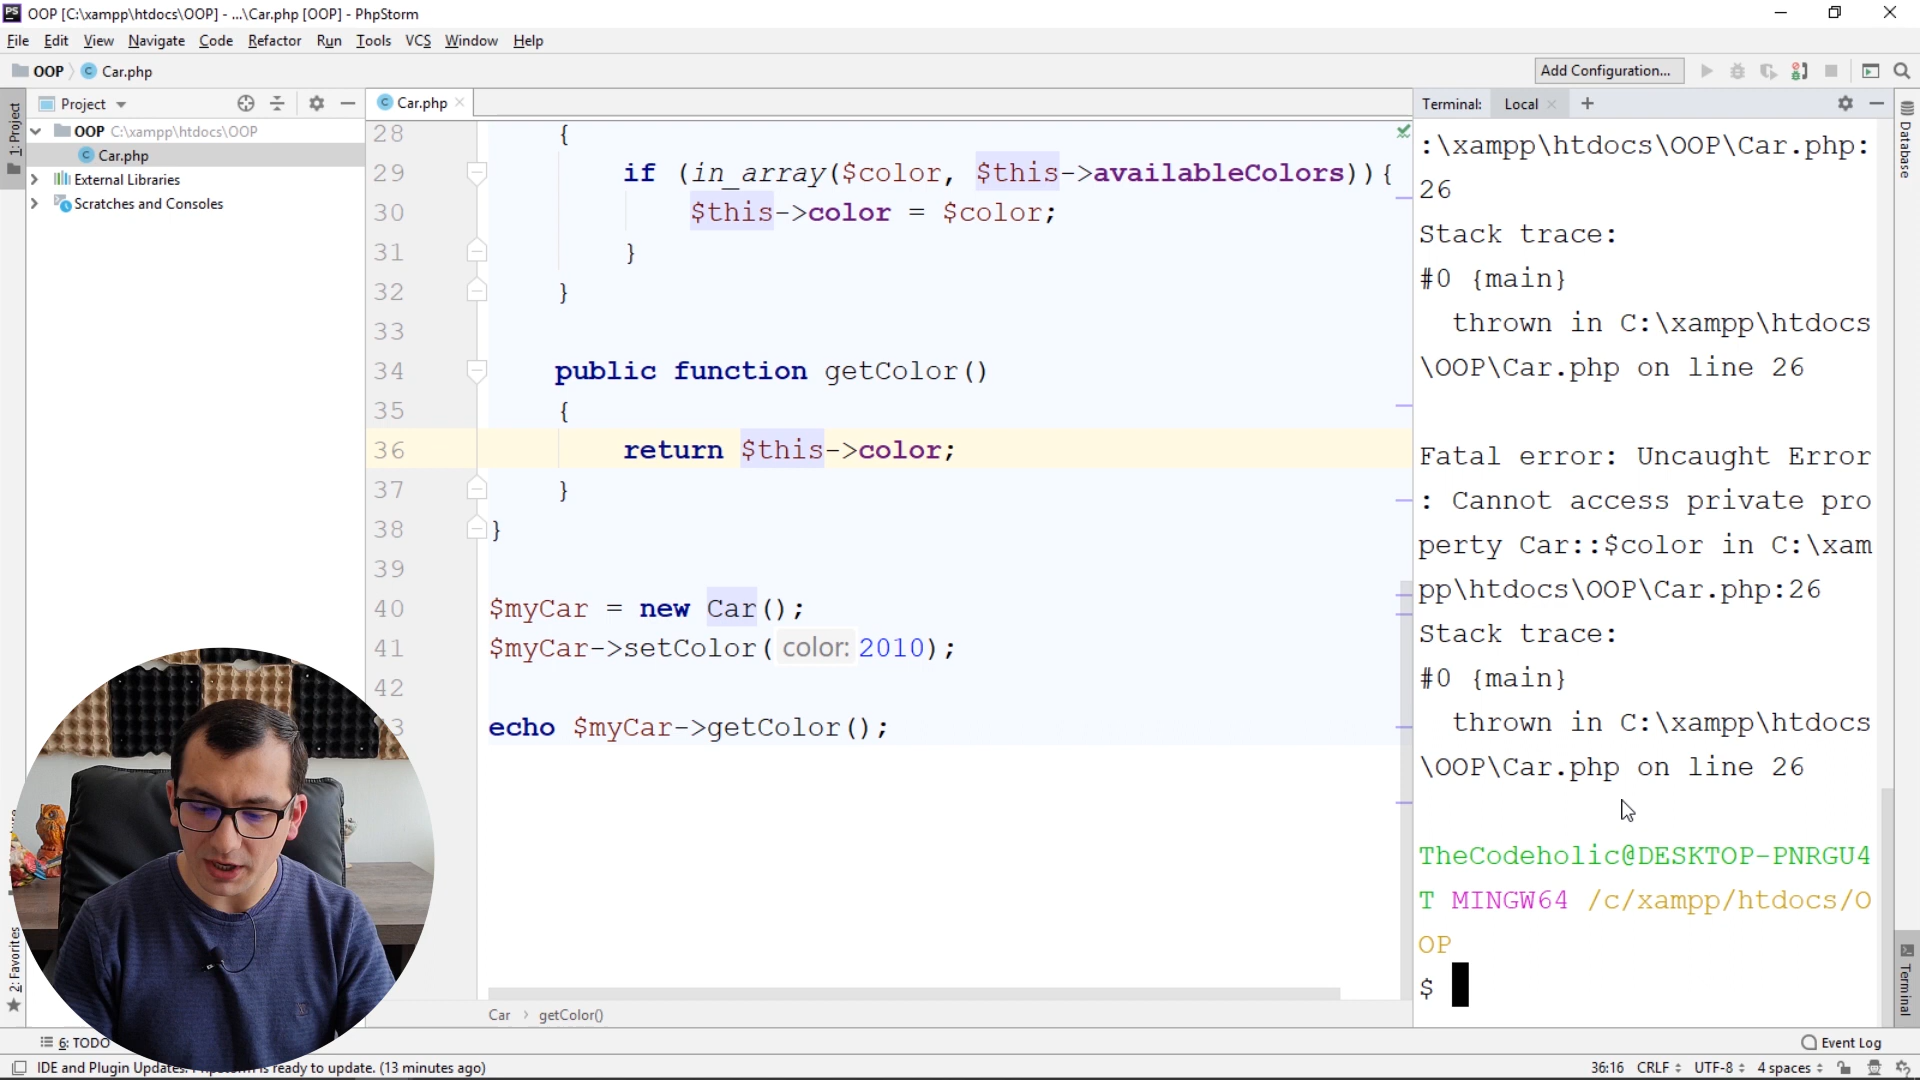 OOP [C:\xampp\htdocs\OOP] - ...\Car.php [OOP] - PhpStorm
File Edit View Navigate Code Refactor Run Tools VCS Window Help
OOP Car.php
Add Configuration...
1: Project
Project
OOP C:\xampp\htdocs\OOP
Car.php
External Libraries
Scratches and Consoles
2: Favorites
Car.php
28 {
29 if (in_array($color, $this->availableColors)){
30 $this->color = $color;
31 }
32 }
33
34 public function getColor()
35 {
36 return $this->color;
37 }
38 }
39
40 $myCar = new Car();
41 $myCar->setColor( color: 2010);
42
3 echo $myCar->getColor();
Car > getColor()
Terminal: Local
:\xampp\htdocs\OOP\Car.php:
26
Stack trace:
#0 {main}
thrown in C:\xampp\htdocs
\OOP\Car.php on line 26
Fatal error: Uncaught Error
: Cannot access private pro
perty Car::$color in C:\xam
pp\htdocs\OOP\Car.php:26
Stack trace:
#0 {main}
thrown in C:\xampp\htdocs
\OOP\Car.php on line 26
TheCodeholic@DESKTOP-PNRGU4
T MINGW64 /c/xampp/htdocs/O
OP
$
Database
Terminal
6: TODO
Event Log
IDE and Plugin Updates: is ready to update. (13 minutes ago)
36:16 CRLF UTF-8 4 spaces